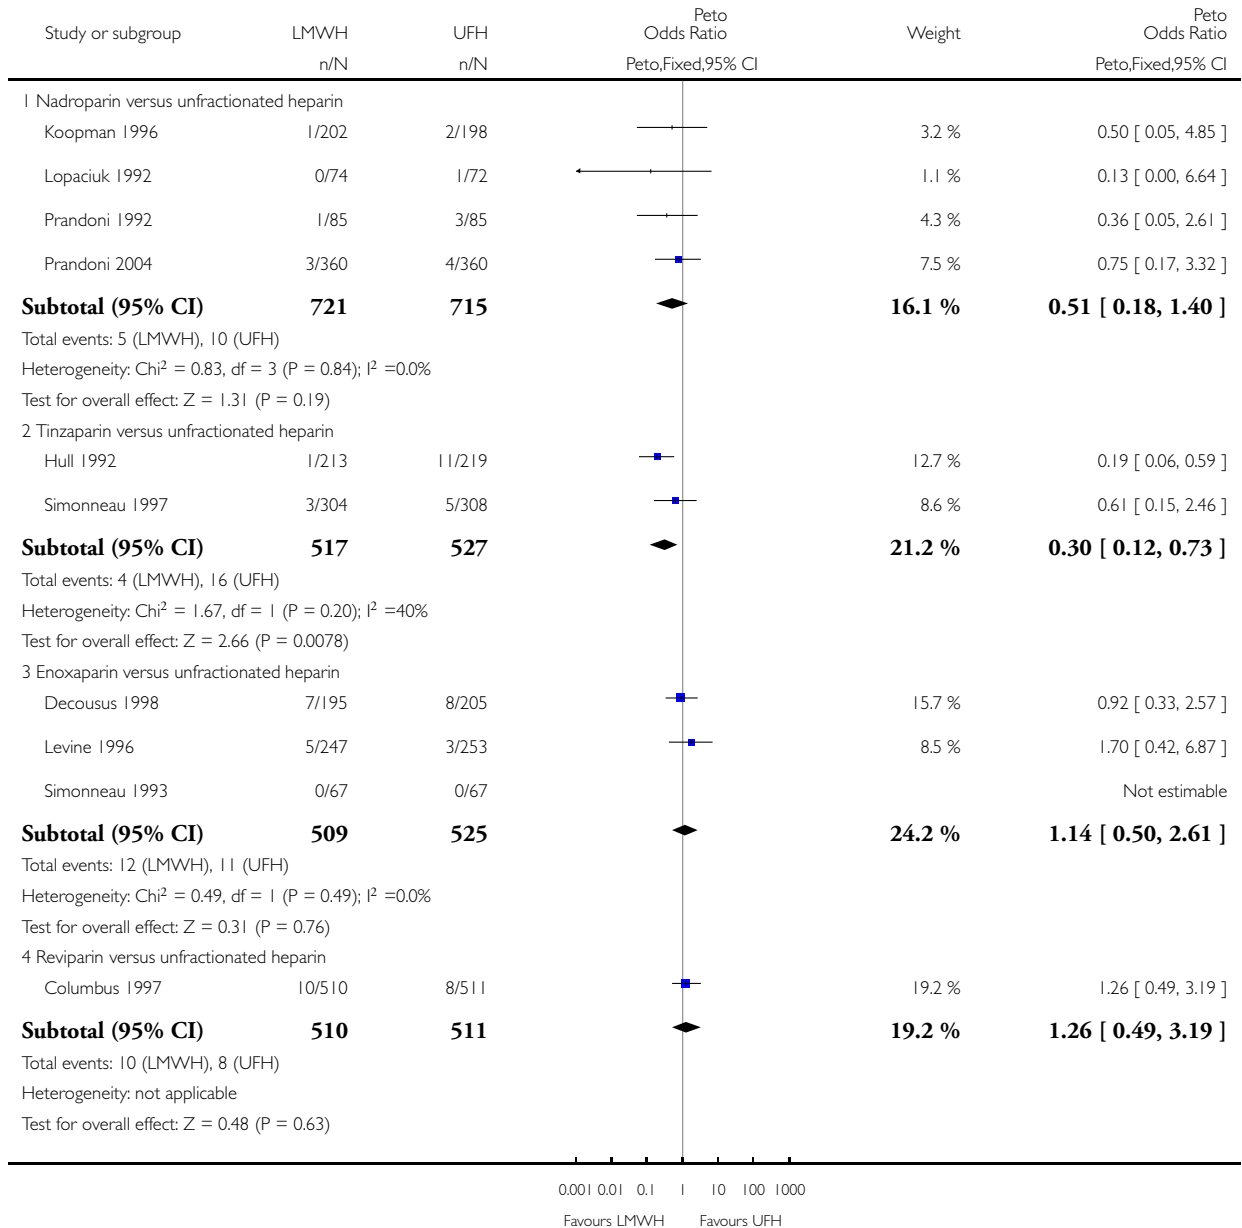 Peto Peto
Study or subgroup LMWH UFH Odds Ratio Weight Odds Ratio
n/N n/N Peto,Fixed,95% CI Peto,Fixed,95% CI
1 Nadroparin versus unfractionated heparin
Koopman 1996 1/202 2/198 3.2 % 0.50 [ 0.05, 4.85 ]
Lopaciuk 1992 0/74 1/72 1.1 % 0.13 [ 0.00, 6.64 ]
Prandoni 1992 1/85 3/85 4.3 % 0.36 [ 0.05, 2.61 ]
Prandoni 2004 3/360 4/360 7.5 % 0.75 [ 0.17, 3.32 ]
Subtotal (95% CI) 721 715 16.1 % 0.51 [ 0.18, 1.40 ]
Total events: 5 (LMWH), 10 (UFH)
Heterogeneity: Chi² = 0.83, df = 3 (P = 0.84); I² =0.0%
Test for overall effect: Z = 1.31 (P = 0.19)
2 Tinzaparin versus unfractionated heparin
Hull 1992 1/213 11/219 12.7 % 0.19 [ 0.06, 0.59 ]
Simonneau 1997 3/304 5/308 8.6 % 0.61 [ 0.15, 2.46 ]
Subtotal (95% CI) 517 527 21.2 % 0.30 [ 0.12, 0.73 ]
Total events: 4 (LMWH), 16 (UFH)
Heterogeneity: Chi² = 1.67, df = 1 (P = 0.20); I² =40%
Test for overall effect: Z = 2.66 (P = 0.0078)
3 Enoxaparin versus unfractionated heparin
Decousus 1998 7/195 8/205 15.7 % 0.92 [ 0.33, 2.57 ]
Levine 1996 5/247 3/253 8.5 % 1.70 [ 0.42, 6.87 ]
Simonneau 1993 0/67 0/67 Not estimable
Subtotal (95% CI) 509 525 24.2 % 1.14 [ 0.50, 2.61 ]
Total events: 12 (LMWH), 11 (UFH)
Heterogeneity: Chi² = 0.49, df = 1 (P = 0.49); I² =0.0%
Test for overall effect: Z = 0.31 (P = 0.76)
4 Reviparin versus unfractionated heparin
Columbus 1997 10/510 8/511 19.2 % 1.26 [ 0.49, 3.19 ]
Subtotal (95% CI) 510 511 19.2 % 1.26 [ 0.49, 3.19 ]
Total events: 10 (LMWH), 8 (UFH)
Heterogeneity: not applicable
Test for overall effect: Z = 0.48 (P = 0.63)
0.001 0.01 0.1 1 10 100 1000
Favours LMWH Favours UFH